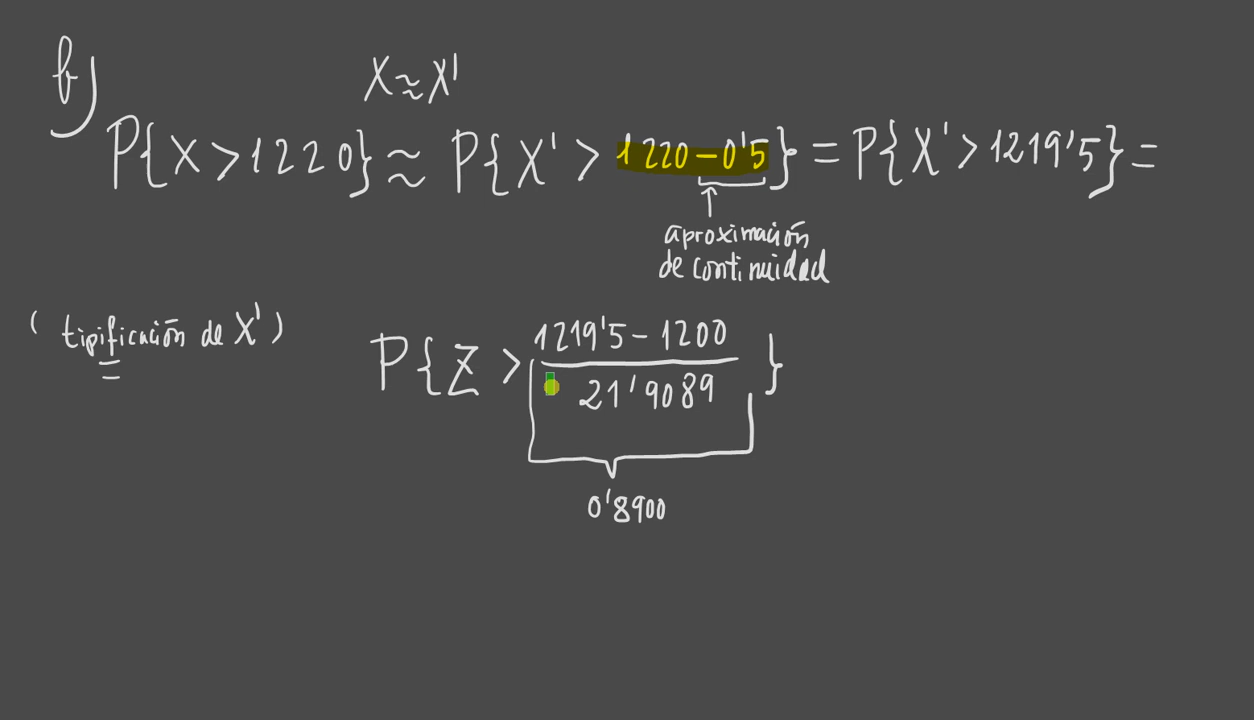 b)
X ≈ X'
P{X > 1220} ≈ P{X' > 1220 - 0'5} = P{X' > 1219'5} =
↑
aproximación
de continuidad
(tipificación de X')
P{Z > (1219'5 - 1200) / 21'9089}
0'8900